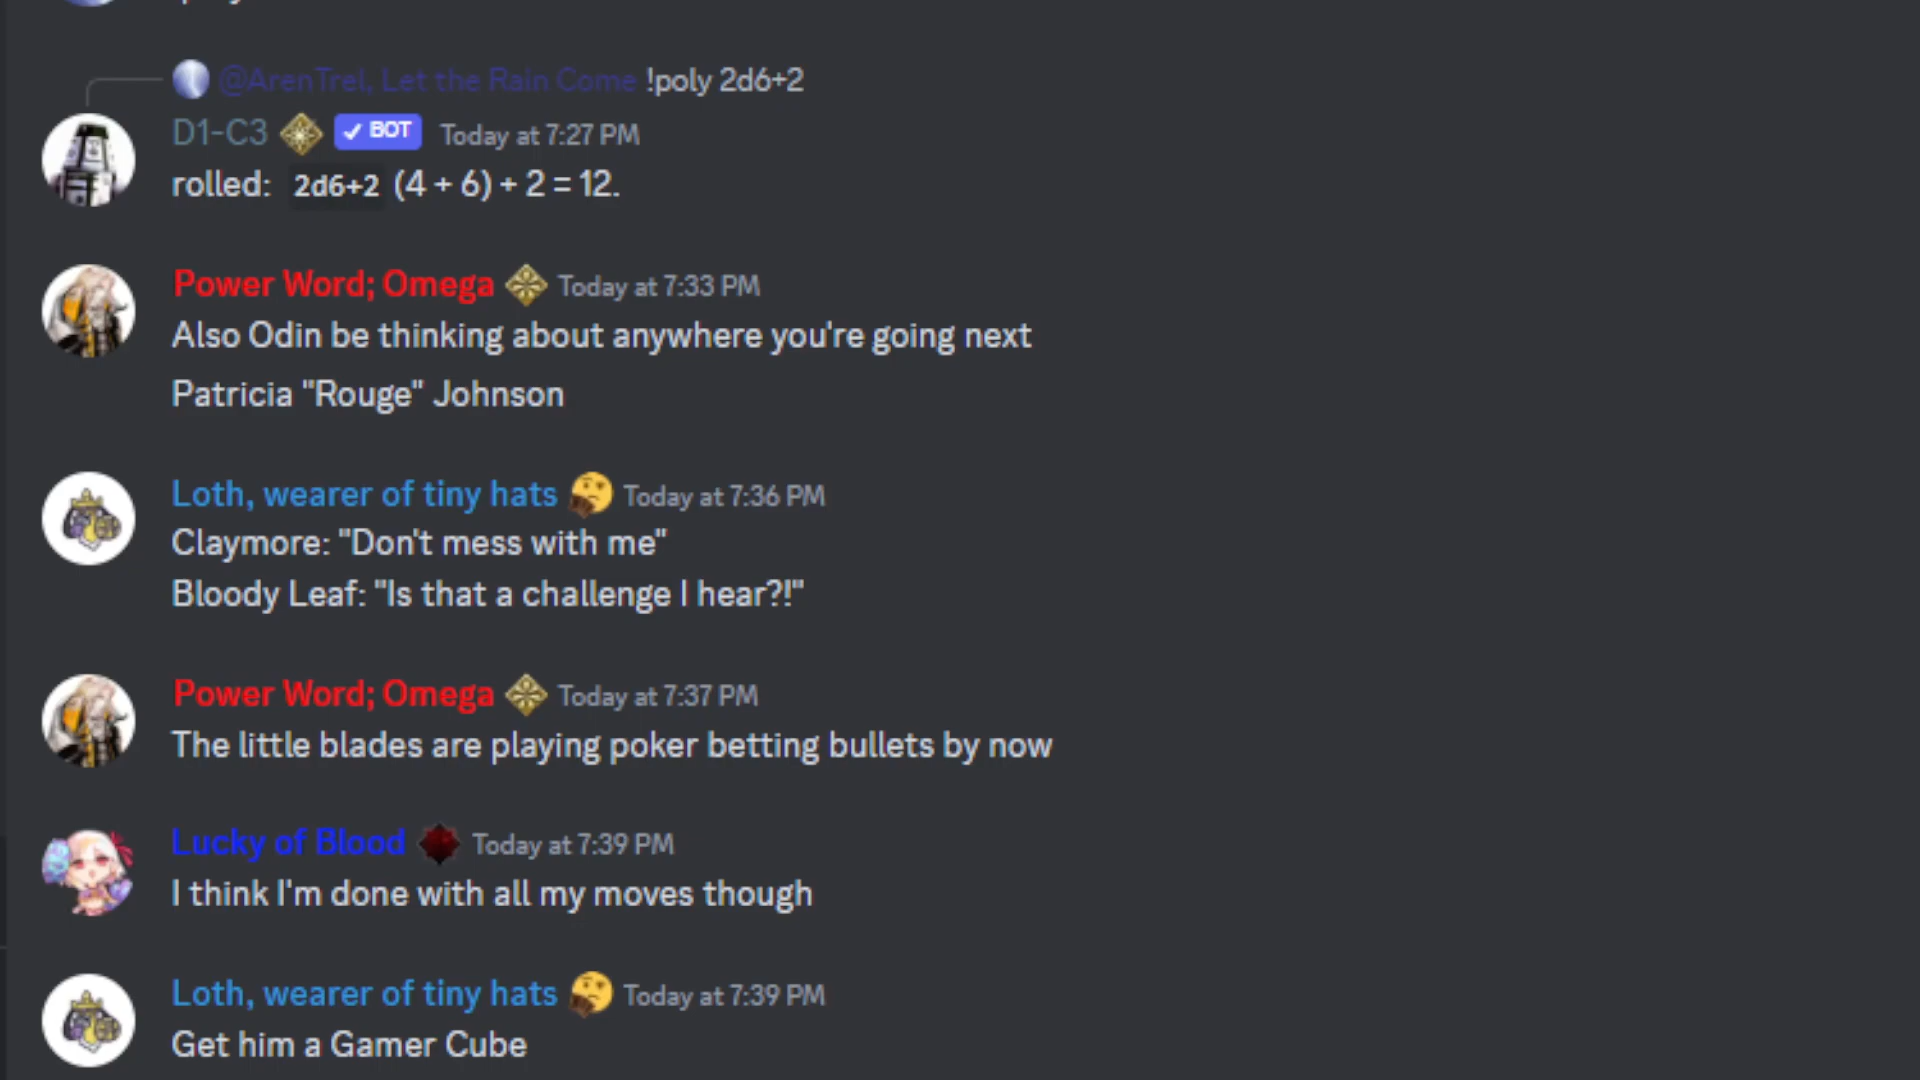 @ArenTrel, Let the Rain Come !poly 2d6+2
D1-C3 ✓ BOT Today at 7:27 PM
rolled: 2d6+2 (4 + 6) + 2 = 12.
Power Word; Omega Today at 7:33 PM
Also Odin be thinking about anywhere you're going next
Patricia "Rouge" Johnson
Loth, wearer of tiny hats 🤔 Today at 7:36 PM
Claymore: "Don't mess with me"
Bloody Leaf: "Is that a challenge I hear?!"
Power Word; Omega Today at 7:37 PM
The little blades are playing poker betting bullets by now
Lucky of Blood Today at 7:39 PM
I think I'm done with all my moves though
Loth, wearer of tiny hats 🤔 Today at 7:39 PM
Get him a Gamer Cube